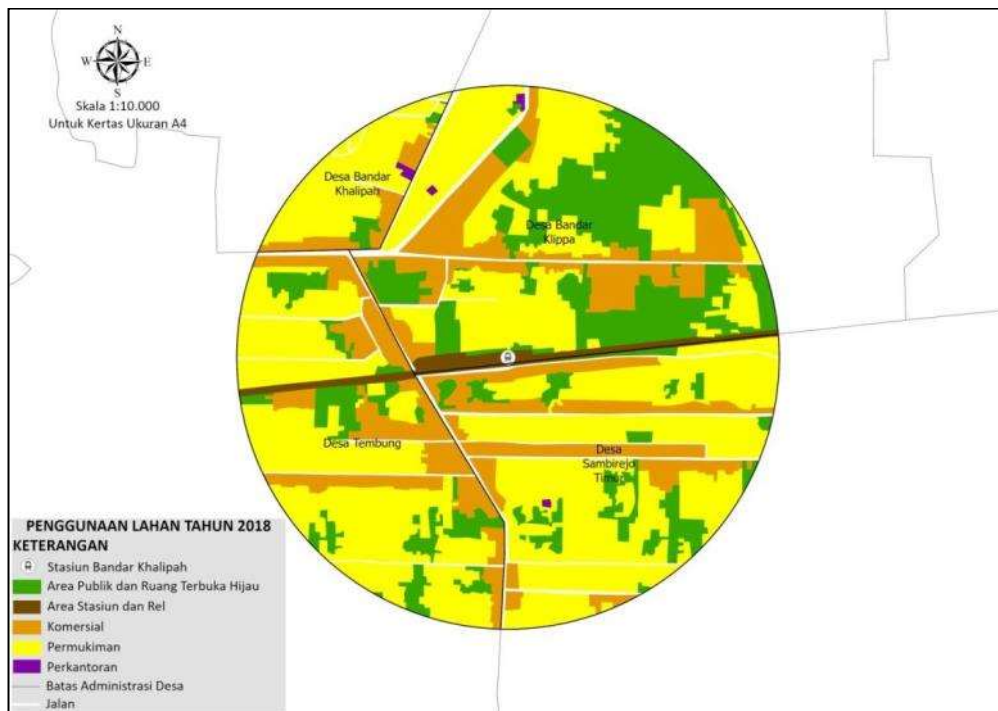 N
W E
S
Skala 1:10.000
Untuk Kertas Ukuran A4
Desa Bandar
Khalipah
Desa Bandar
Klippa
Desa Tembung
Desa
Sambirejo
Timur
PENGGUNAAN LAHAN TAHUN 2018
KETERANGAN
Stasiun Bandar Khalipah
Area Publik dan Ruang Terbuka Hijau
Area Stasiun dan Rel
Komersial
Permukiman
Perkantoran
Batas Administrasi Desa
Jalan